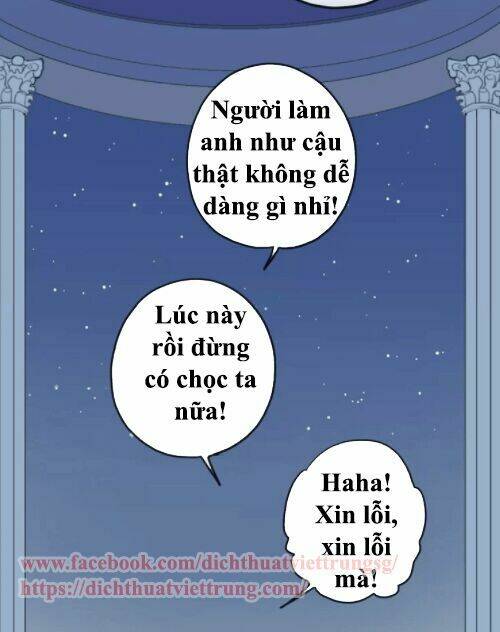 Người làm
anh như cậu
thật không dễ
dàng gì nhỉ!
Lúc này
rồi đừng
có chọc ta
nữa!
Haha!
Xin lỗi,
xin lỗi
mà!
www.facebook.com/dichthuatviettrungsg/
https://dichthuatviettrung.com/